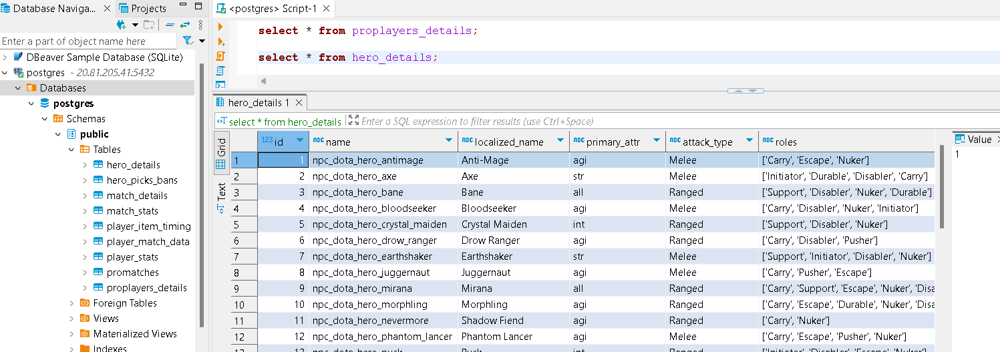 Database Naviga...
Projects
Enter a part of object name here
DBeaver Sample Database (SQLite)
postgres - 20.81.205.41:5432
Databases
postgres
Schemas
public
Tables
hero_details
hero_picks_bans
match_details
match_stats
player_item_timing
player_match_data
player_stats
promatches
proplayers_details
Foreign Tables
Views
Materialized Views
Indexes
<postgres> Script-1
select * from proplayers_details;
select * from hero_details;
hero_details 1
select * from hero_details Enter a SQL expression to filter results (use Ctrl+Space)
Grid
Text
123 id ABC name ABC localized_name ABC primary_attr ABC attack_type ABC roles
1 1 npc_dota_hero_antimage Anti-Mage agi Melee ['Carry', 'Escape', 'Nuker']
2 2 npc_dota_hero_axe Axe str Melee ['Initiator', 'Durable', 'Disabler', 'Carry']
3 3 npc_dota_hero_bane Bane all Ranged ['Support', 'Disabler', 'Nuker', 'Durable']
4 4 npc_dota_hero_bloodseeker Bloodseeker agi Melee ['Carry', 'Disabler', 'Nuker', 'Initiator']
5 5 npc_dota_hero_crystal_maiden Crystal Maiden int Ranged ['Support', 'Disabler', 'Nuker']
6 6 npc_dota_hero_drow_ranger Drow Ranger agi Ranged ['Carry', 'Disabler', 'Pusher']
7 7 npc_dota_hero_earthshaker Earthshaker str Melee ['Support', 'Initiator', 'Disabler', 'Nuker']
8 8 npc_dota_hero_juggernaut Juggernaut agi Melee ['Carry', 'Pusher', 'Escape']
9 9 npc_dota_hero_mirana Mirana all Ranged ['Carry', 'Support', 'Escape', 'Nuker', 'Disa
10 10 npc_dota_hero_morphling Morphling agi Ranged ['Carry', 'Escape', 'Durable', 'Nuker', 'Disa
11 11 npc_dota_hero_nevermore Shadow Fiend agi Ranged ['Carry', 'Nuker']
12 12 npc_dota_hero_phantom_lancer Phantom Lancer agi Melee ['Carry', 'Escape', 'Pusher', 'Nuker']
Value
1